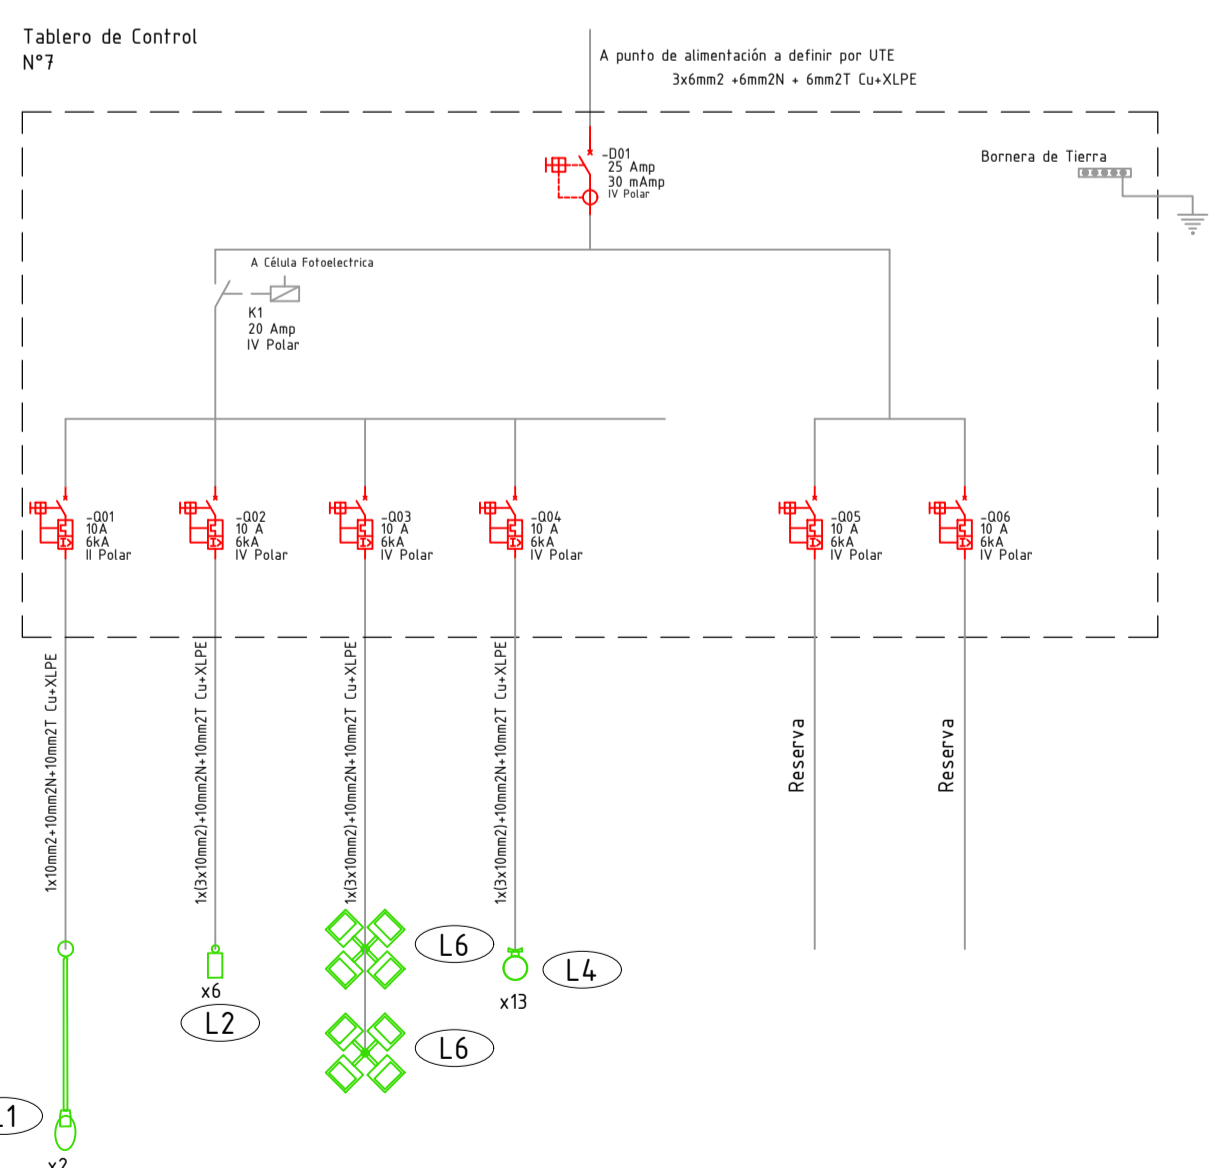 Tablero de Control
N°7
A punto de alimentación a definir por UTE
3x6mm2 +6mm2N + 6mm2T Cu+XLPE
-D01
25 Amp
30 mAmp
IV Polar
Bornera de Tierra
A Célula Fotoelectrica
K1
20 Amp
IV Polar
-Q01
10A
6kA
II Polar
-Q02
10 A
6kA
IV Polar
-Q03
10 A
6kA
IV Polar
-Q04
10 A
6kA
IV Polar
-Q05
10 A
6kA
IV Polar
-Q06
10 A
6kA
IV Polar
1x10mm2+10mm2N+10mm2T Cu+XLPE
1x(3x10mm2)+10mm2N+10mm2T Cu+XLPE
1x(3x10mm2)+10mm2N+10mm2T Cu+XLPE
1x(3x10mm2)+10mm2N+10mm2T Cu+XLPE
Reserva
Reserva
x6
L2
L6
L6
L4
x13
L1
x2